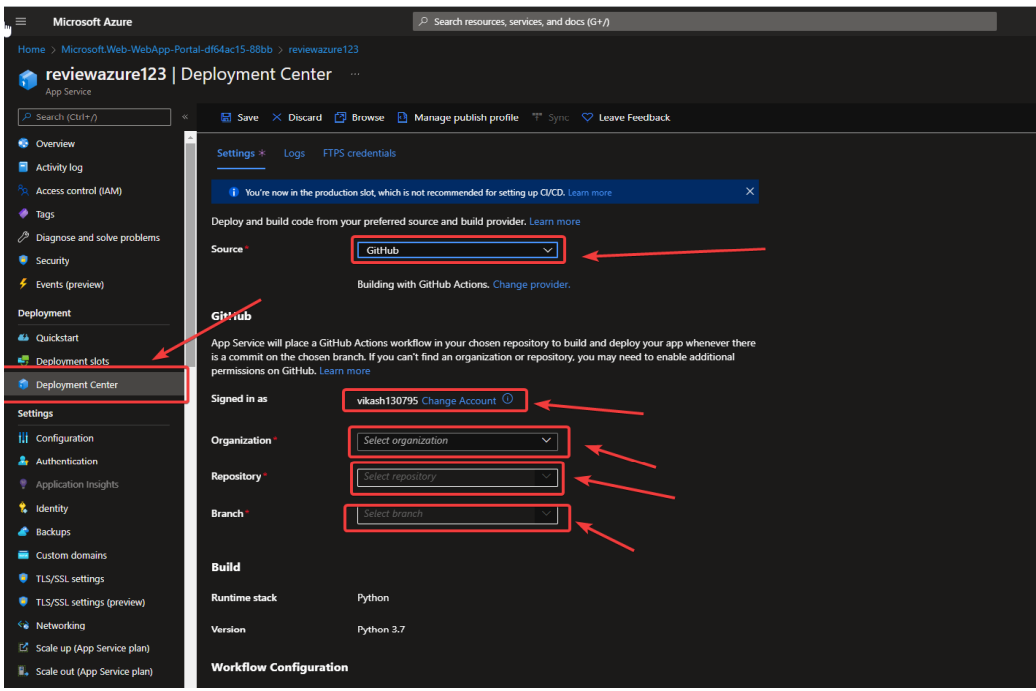 Microsoft Azure
Search resources, services, and docs (G+/)
Home > Microsoft.Web-WebApp-Portal-df64ac15-88bb > reviewazure123
reviewazure123 | Deployment Center ...
App Service
Search (Ctrl+/)
«
Overview
Activity log
Access control (IAM)
Tags
Diagnose and solve problems
Security
Events (preview)
Deployment
Quickstart
Deployment slots
Deployment Center
Settings
Configuration
Authentication
Application Insights
Identity
Backups
Custom domains
TLS/SSL settings
TLS/SSL settings (preview)
Networking
Scale up (App Service plan)
Scale out (App Service plan)
Save Discard Browse Manage publish profile Sync Leave Feedback
Settings * Logs FTPS credentials
You're now in the production slot, which is not recommended for setting up CI/CD. Learn more
Deploy and build code from your preferred source and build provider. Learn more
Source * GitHub
Building with GitHub Actions. Change provider.
GitHub
App Service will place a GitHub Actions workflow in your chosen repository to build and deploy your app whenever there
is a commit on the chosen branch. If you can't find an organization or repository, you may need to enable additional
permissions on GitHub. Learn more
Signed in as vikash130795 Change Account
Organization * Select organization
Repository * Select repository
Branch * Select branch
Build
Runtime stack Python
Version Python 3.7
Workflow Configuration